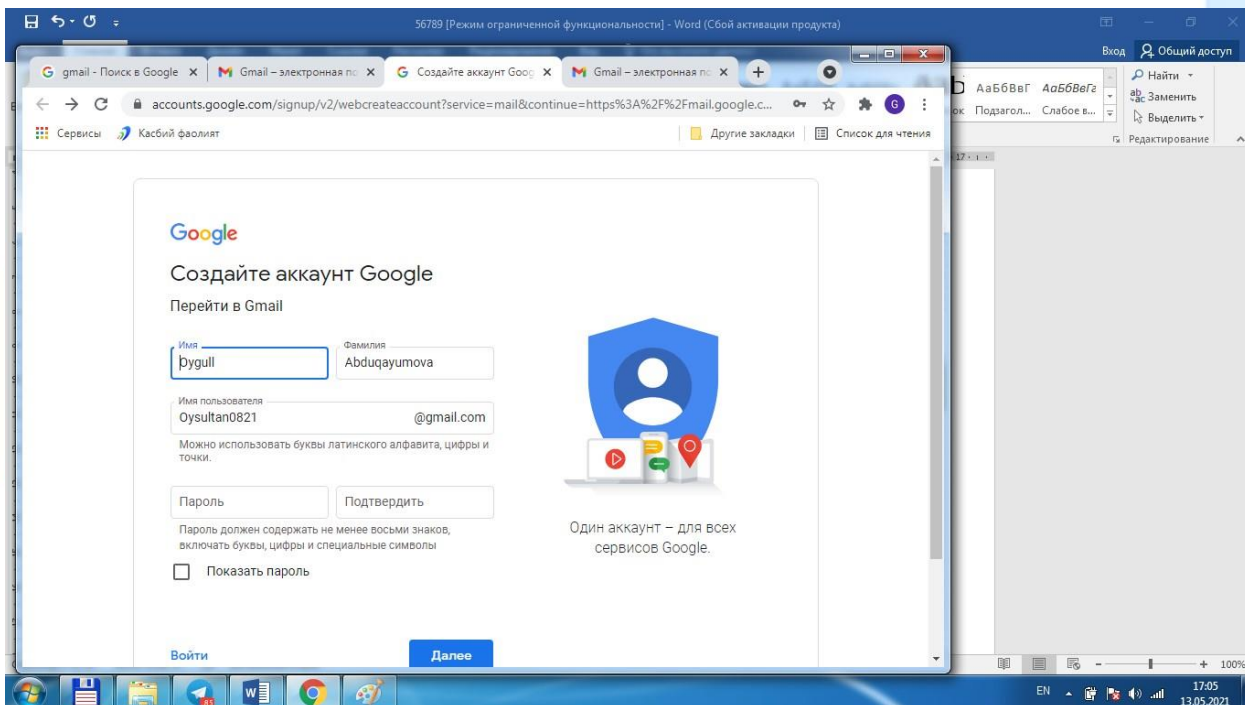 56789 [Режим ограниченной функциональности] - Word (Сбой активации продукта)
Вход Общий доступ
gmail - Поиск в Google
Gmail – электронная по
Создайте аккаунт Goog
Gmail – электронная по
accounts.google.com/signup/v2/webcreateaccount?service=mail&continue=https%3A%2F%2Fmail.google.c...
G
Сервисы Касбий фаолият Другие закладки Список для чтения
АаБбВвГ АаБбВвГг
Подзагол... Слабое в...
Найти
Заменить
Выделить
Редактирование
17
Google
Создайте аккаунт Google
Перейти в Gmail
Имя Фамилия
Oygull Abduqayumova
Имя пользователя
Oysultan0821 @gmail.com
Можно использовать буквы латинского алфавита, цифры и
точки.
Пароль Подтвердить
Пароль должен содержать не менее восьми знаков,
включать буквы, цифры и специальные символы
Показать пароль
Один аккаунт – для всех
сервисов Google.
Войти Далее
100%
EN 17:05
13.05.2021